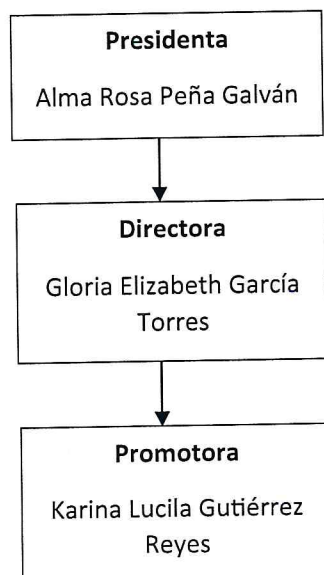 Presidenta
Alma Rosa Peña Galván
Directora
Gloria Elizabeth García
Torres
Promotora
Karina Lucila Gutiérrez
Reyes